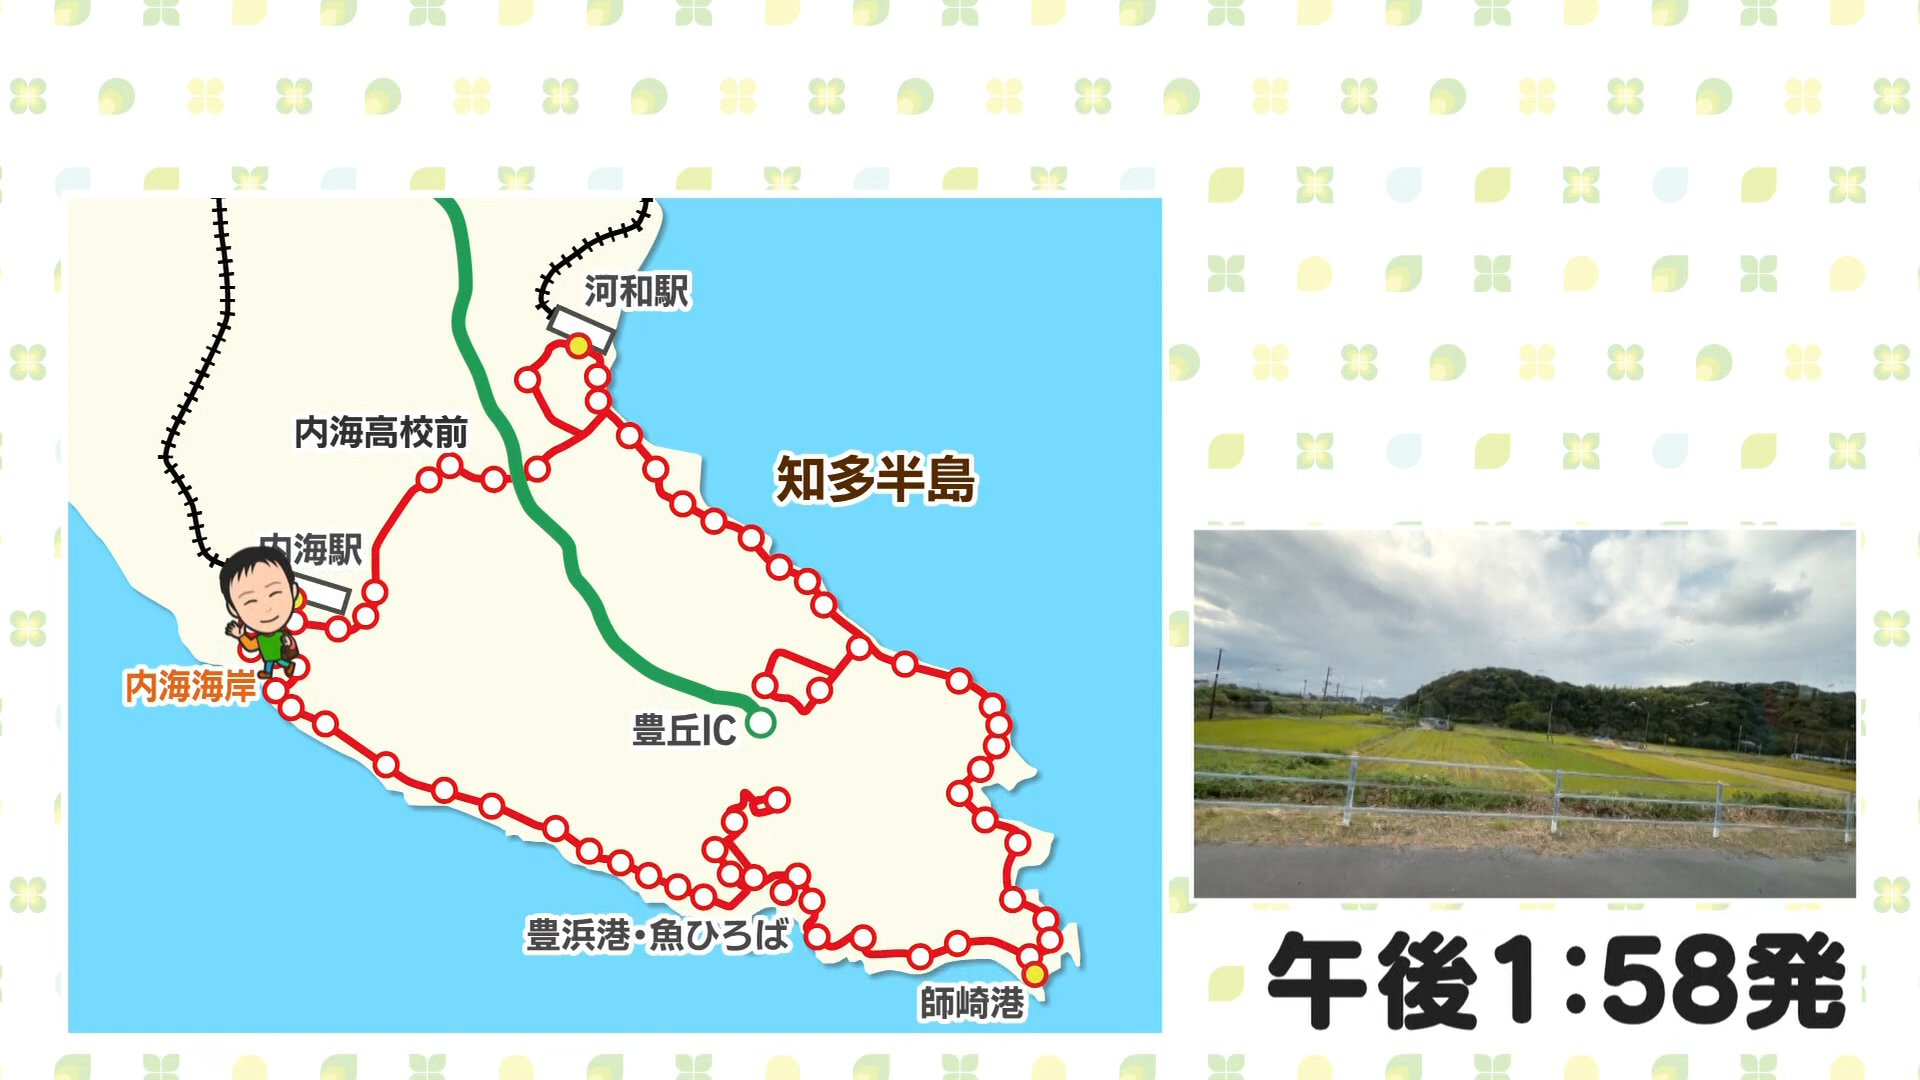 河和駅
内海高校前
知多半島
内海駅
内海海岸
豊丘IC
豊浜港・魚ひろば
師崎港
午後1:58発